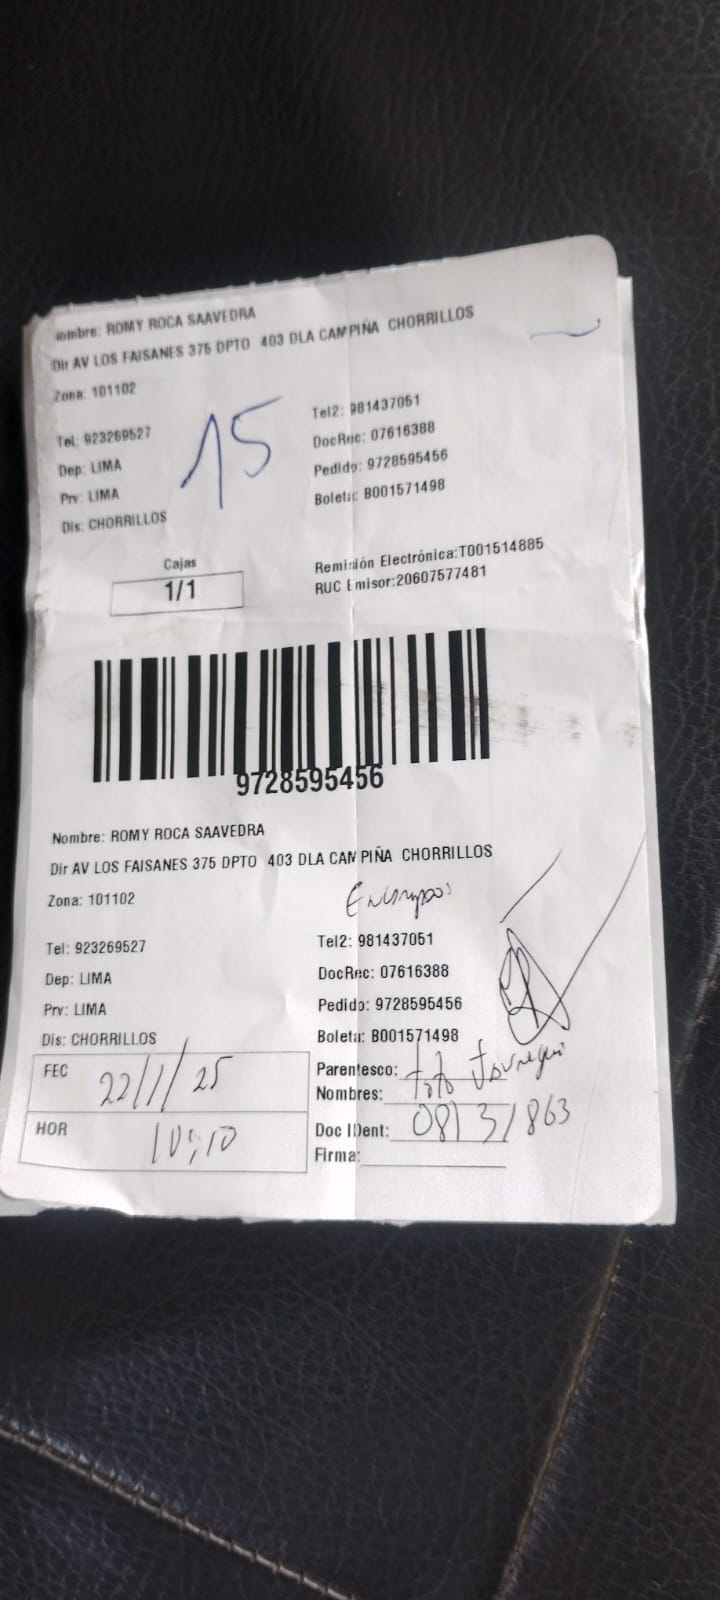 Nombre: ROMY ROCA SAAVEDRA
Dir AV LOS FAISANES 375 DPTO 403 DLA CAMPIÑA CHORRILLOS
Zona: 101102
15
Tel: 923269527
Tel2: 981437051
Dep: LIMA
DocRec: 07616388
Prv: LIMA
Pedido: 9728595456
Dis: CHORRILLOS
Boleta: B001571498
Cajas
1/1
Remisión Electrónica:T001514885
RUC Emisor:20607577481
9728595456
Nombre: ROMY ROCA SAAVEDRA
Dir AV LOS FAISANES 375 DPTO 403 DLA CAMPIÑA CHORRILLOS
Zona: 101102
Tel: 923269527
Tel2: 981437051
Dep: LIMA
DocRec: 07616388
Prv: LIMA
Pedido: 9728595456
Dis: CHORRILLOS
Boleta: B001571498
FEC 22/1/25
Parentesco:
Nombres:
HOR 10:10
Doc IDent: 08131863
Firma: